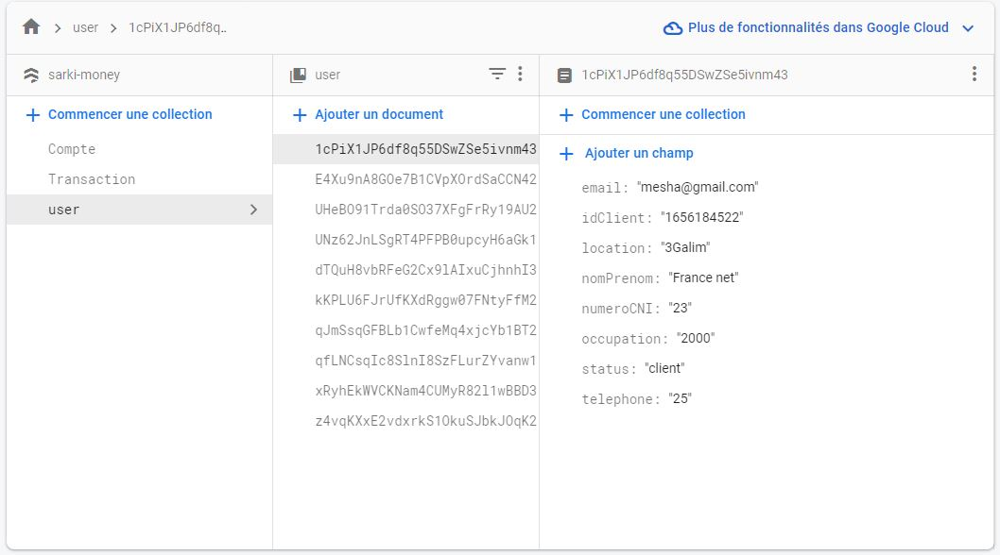 user
1cPiX1JP6df8q..
Plus de fonctionnalités dans Google Cloud
sarki-money
user
1cPiX1JP6df8q55DSwZSe5ivnm43
Commencer une collection
Ajouter un document
Commencer une collection
Compte
Transaction
user
1cPiX1JP6df8q55DSwZSe5ivnm43
E4Xu9nA8GOe7B1CVpXOrdSaCCN42
UHeBO91Trda0SO37XFgFrRy19AU2
UNz62JnLSgRT4PFPB0upcyH6aGk1
dTQuH8vbRFeG2Cx9lAIxuCjhnhI3
kKPLU6FJrUfKXdRggw07FNtyFfM2
qJmSsqGFBLb1CwfeMq4xjcYb1BT2
qfLNCsqIc8SlnI8SzFLurZYvanw1
xRyhEkWVCKNam4CUMyR82l1wBBD3
z4vqKXxE2vdxrkS1OkuSJbkJOqK2
Ajouter un champ
email: "mesha@gmail.com"
idClient: "1656184522"
location: "3Galim"
nomPrenom: "France net"
numeroCNI: "23"
occupation: "2000"
status: "client"
telephone: "25"